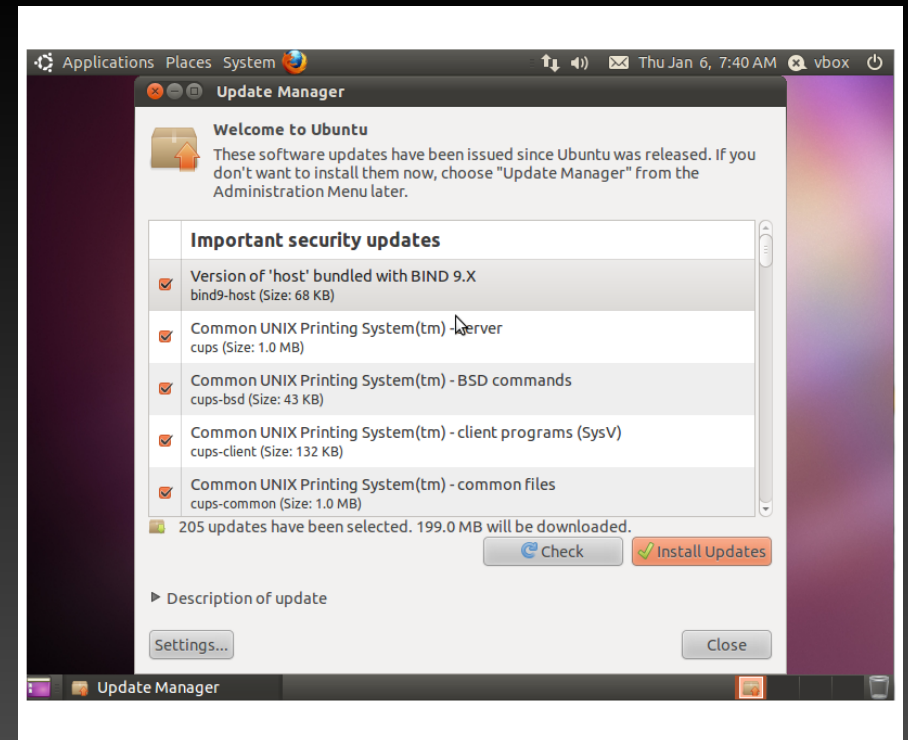 Applications Places System Thu Jan 6, 7:40 AM vbox
Update Manager
Welcome to Ubuntu
These software updates have been issued since Ubuntu was released. If you
don't want to install them now, choose "Update Manager" from the
Administration Menu later.
Important security updates
Version of 'host' bundled with BIND 9.X
bind9-host (Size: 68 KB)
Common UNIX Printing System(tm) - server
cups (Size: 1.0 MB)
Common UNIX Printing System(tm) - BSD commands
cups-bsd (Size: 43 KB)
Common UNIX Printing System(tm) - client programs (SysV)
cups-client (Size: 132 KB)
Common UNIX Printing System(tm) - common files
cups-common (Size: 1.0 MB)
205 updates have been selected. 199.0 MB will be downloaded.
Check Install Updates
Description of update
Settings... Close
Update Manager